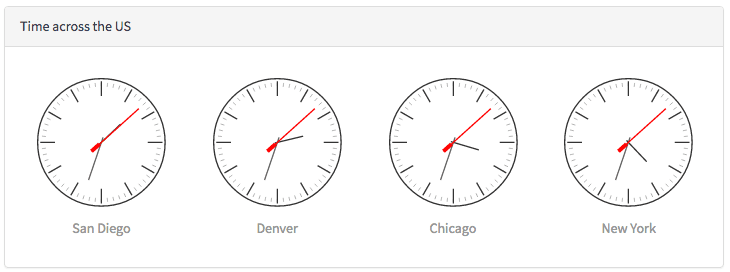 Time across the US
San Diego
Denver
Chicago
New York